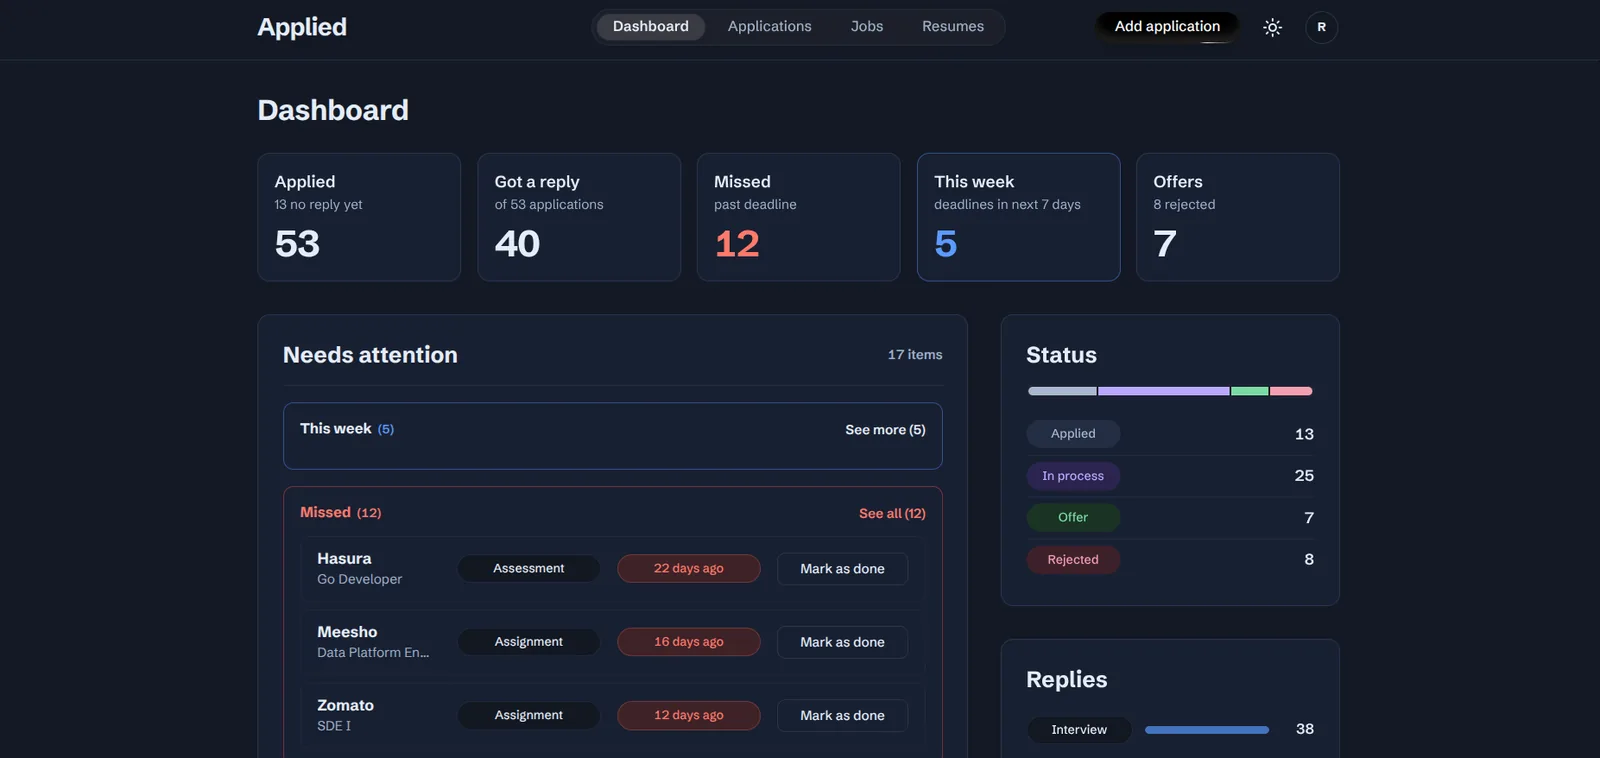 Applied
Dashboard
Applications
Jobs
Resumes
Add application
R
Dashboard
Applied
13 no reply yet
53
Got a reply
of 53 applications
40
Missed
past deadline
12
This week
deadlines in next 7 days
5
Offers
8 rejected
7
Needs attention
17 items
This week (5)
See more (5)
Missed (12)
See all (12)
Hasura
Go Developer
Assessment
22 days ago
Mark as done
Meesho
Data Platform En...
Assignment
16 days ago
Mark as done
Zomato
SDE I
Assignment
12 days ago
Mark as done
Status
Applied
13
In process
25
Offer
7
Rejected
8
Replies
Interview
38